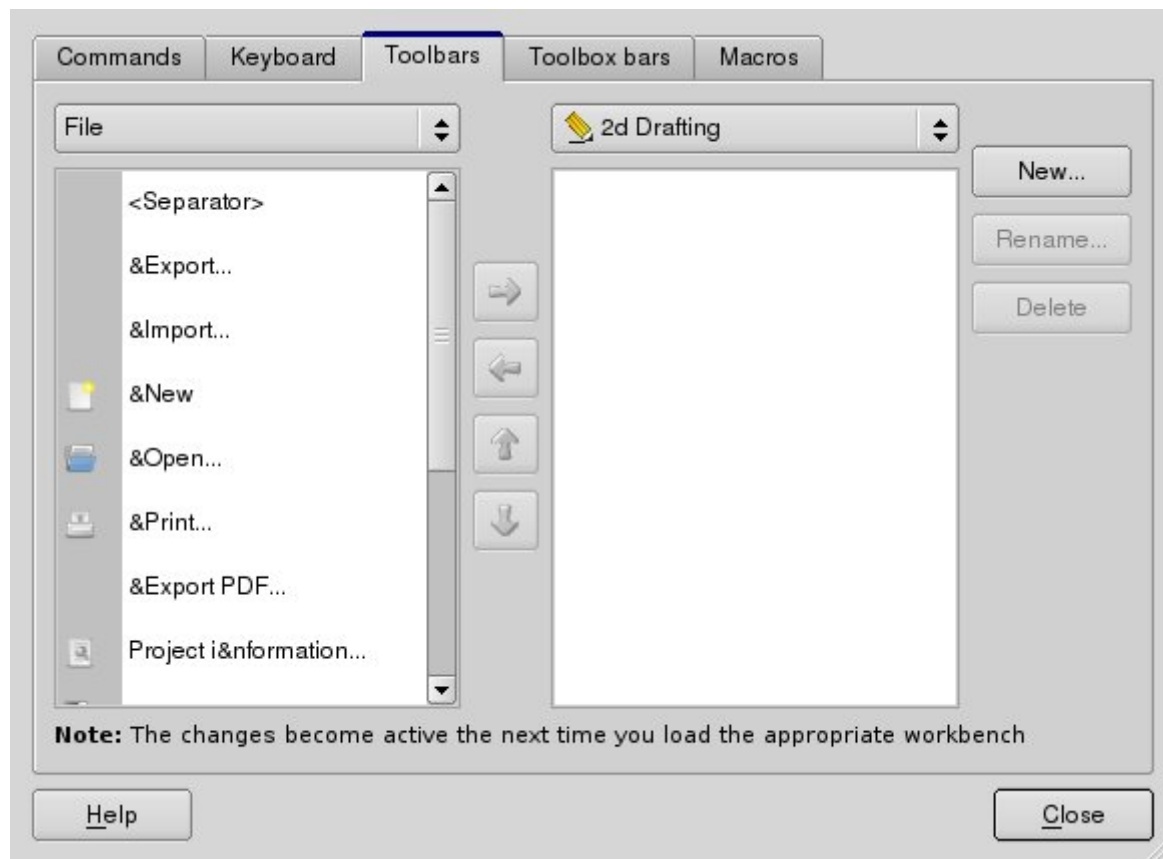 Commands Keyboard Toolbars Toolbox bars Macros
File
2d Drafting
New...
Rename...
Delete
<Separator>
&Export...
&Import...
&New
&Open...
&Print...
&Export PDF...
Project i&nformation...
Note: The changes become active the next time you load the appropriate workbench
Help
Close